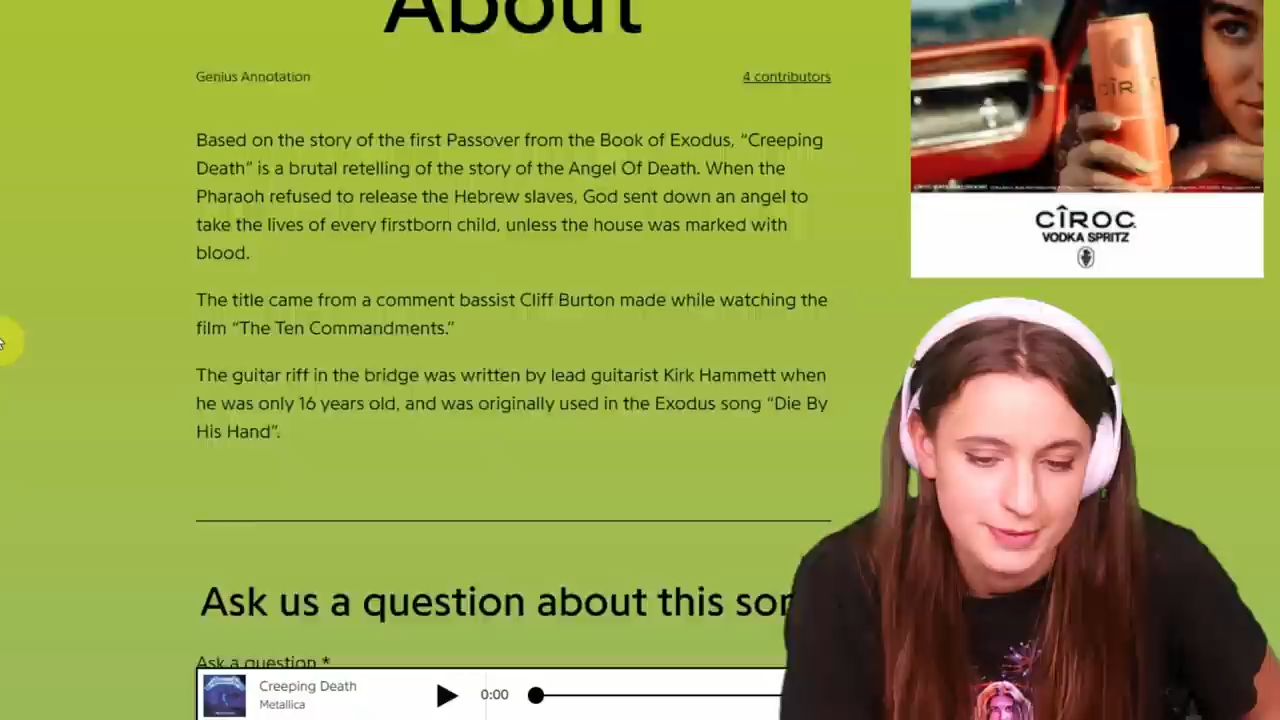 About
Genius Annotation
4 contributors
Based on the story of the first Passover from the Book of Exodus, “Creeping
Death” is a brutal retelling of the story of the Angel Of Death. When the
Pharaoh refused to release the Hebrew slaves, God sent down an angel to
take the lives of every firstborn child, unless the house was marked with
blood.
The title came from a comment bassist Cliff Burton made while watching the
film “The Ten Commandments.”
The guitar riff in the bridge was written by lead guitarist Kirk Hammett when
he was only 16 years old, and was originally used in the Exodus song “Die By
His Hand”.
Ask us a question about this
Ask a question *
Creeping Death
Metallica
0:00
CÎR
CÎROC
VODKA SPRITZ